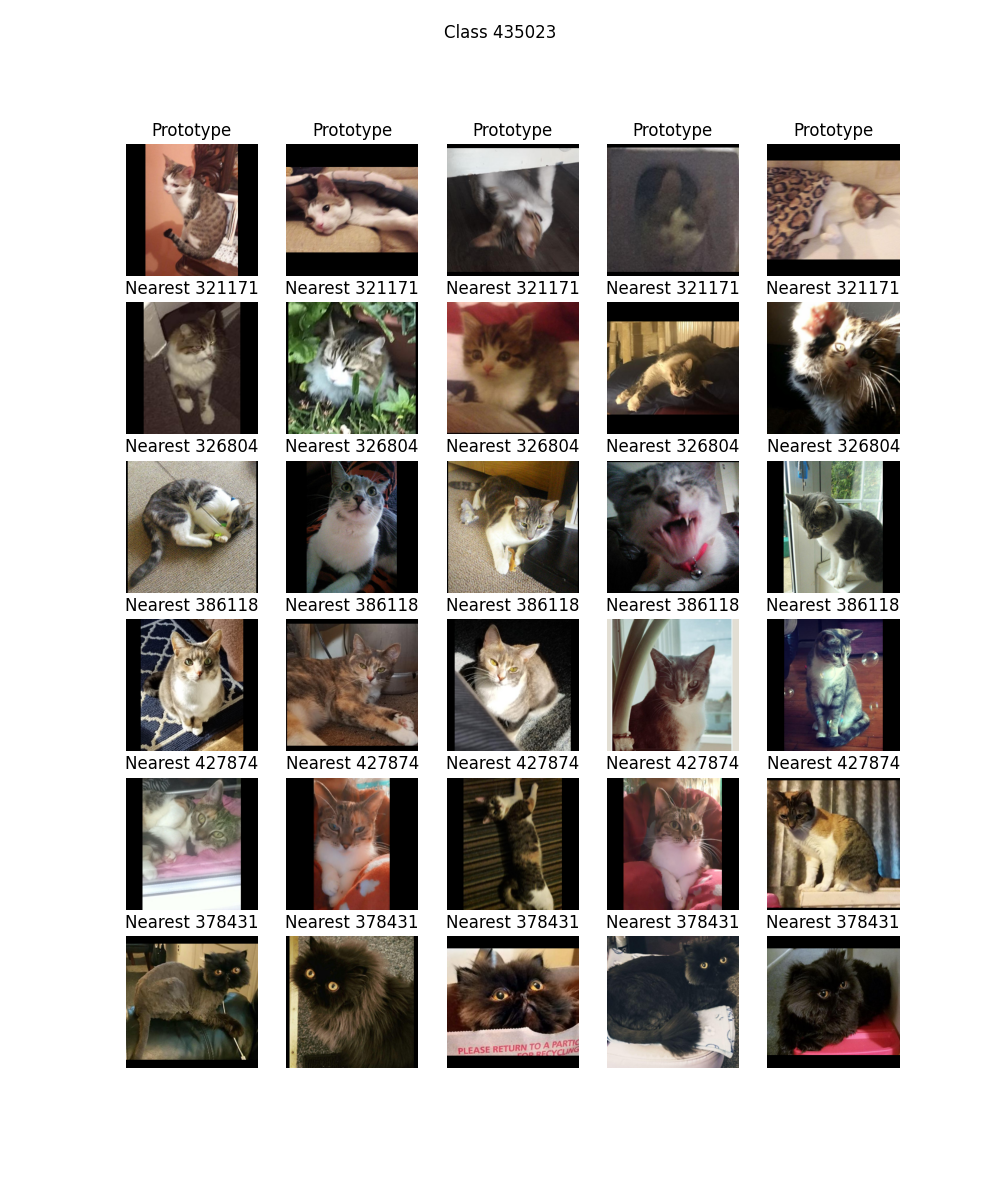 Class 435023
Prototype Prototype Prototype Prototype Prototype
Nearest 321171 Nearest 321171 Nearest 321171 Nearest 321171 Nearest 321171
Nearest 326804 Nearest 326804 Nearest 326804 Nearest 326804 Nearest 326804
Nearest 386118 Nearest 386118 Nearest 386118 Nearest 386118 Nearest 386118
Nearest 427874 Nearest 427874 Nearest 427874 Nearest 427874 Nearest 427874
Nearest 378431 Nearest 378431 Nearest 378431 Nearest 378431 Nearest 378431
PLEASE RETURN TO A PARTIC
FOR RECYCLING